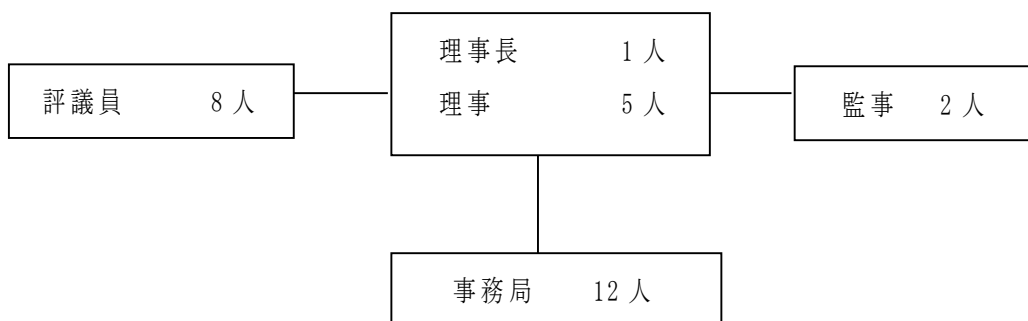 理事長 1人
理事 5人
評議員 8人
監事 2人
事務局 12人